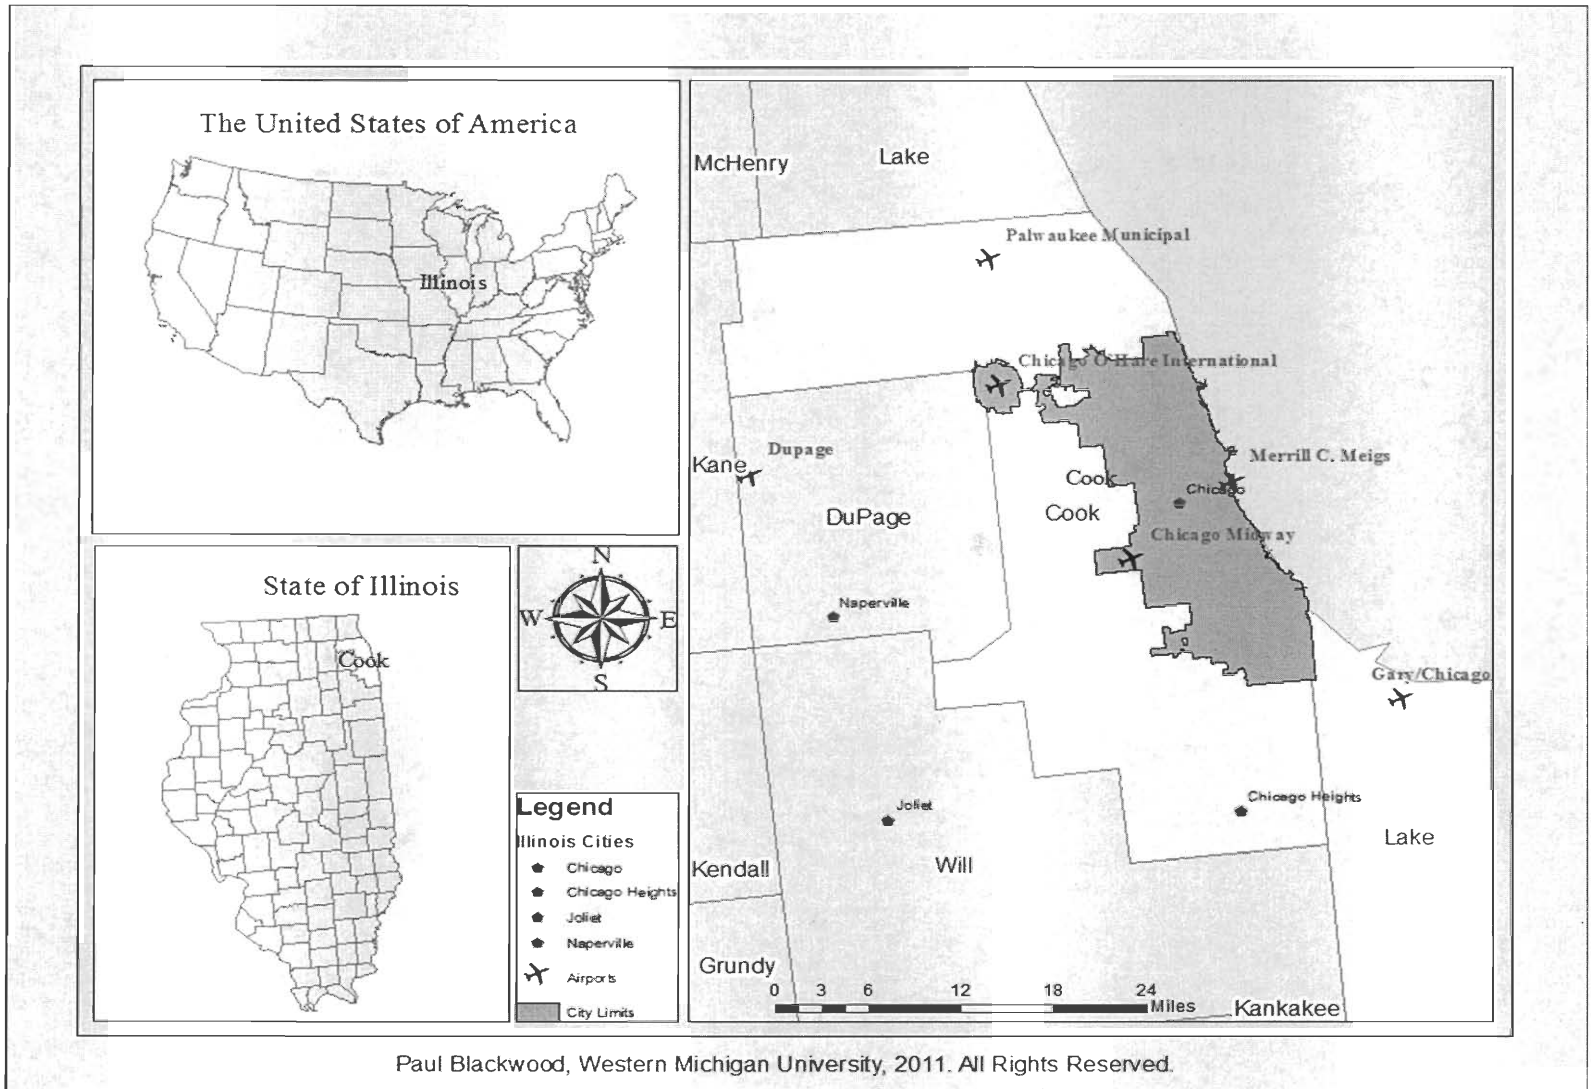 The United States of America
Illinois
State of Illinois
Cook
N
W
E
S
Legend
Illinois Cities
Chicago
Chicago Heights
Joliet
Naperville
Airports
City Limits
McHenry
Lake
Palwaukee Municipal
Chicago O'Hare International
Kane
Dupage
Merrill C. Meigs
Cook
Chicago
DuPage
Cook
Chicago Midway
Naperville
Gary/Chicago
Joliet
Chicago Heights
Lake
Kendall
Will
Grundy
0 3 6 12 18 24
Miles
Kankakee
Paul Blackwood, Western Michigan University, 2011. All Rights Reserved.